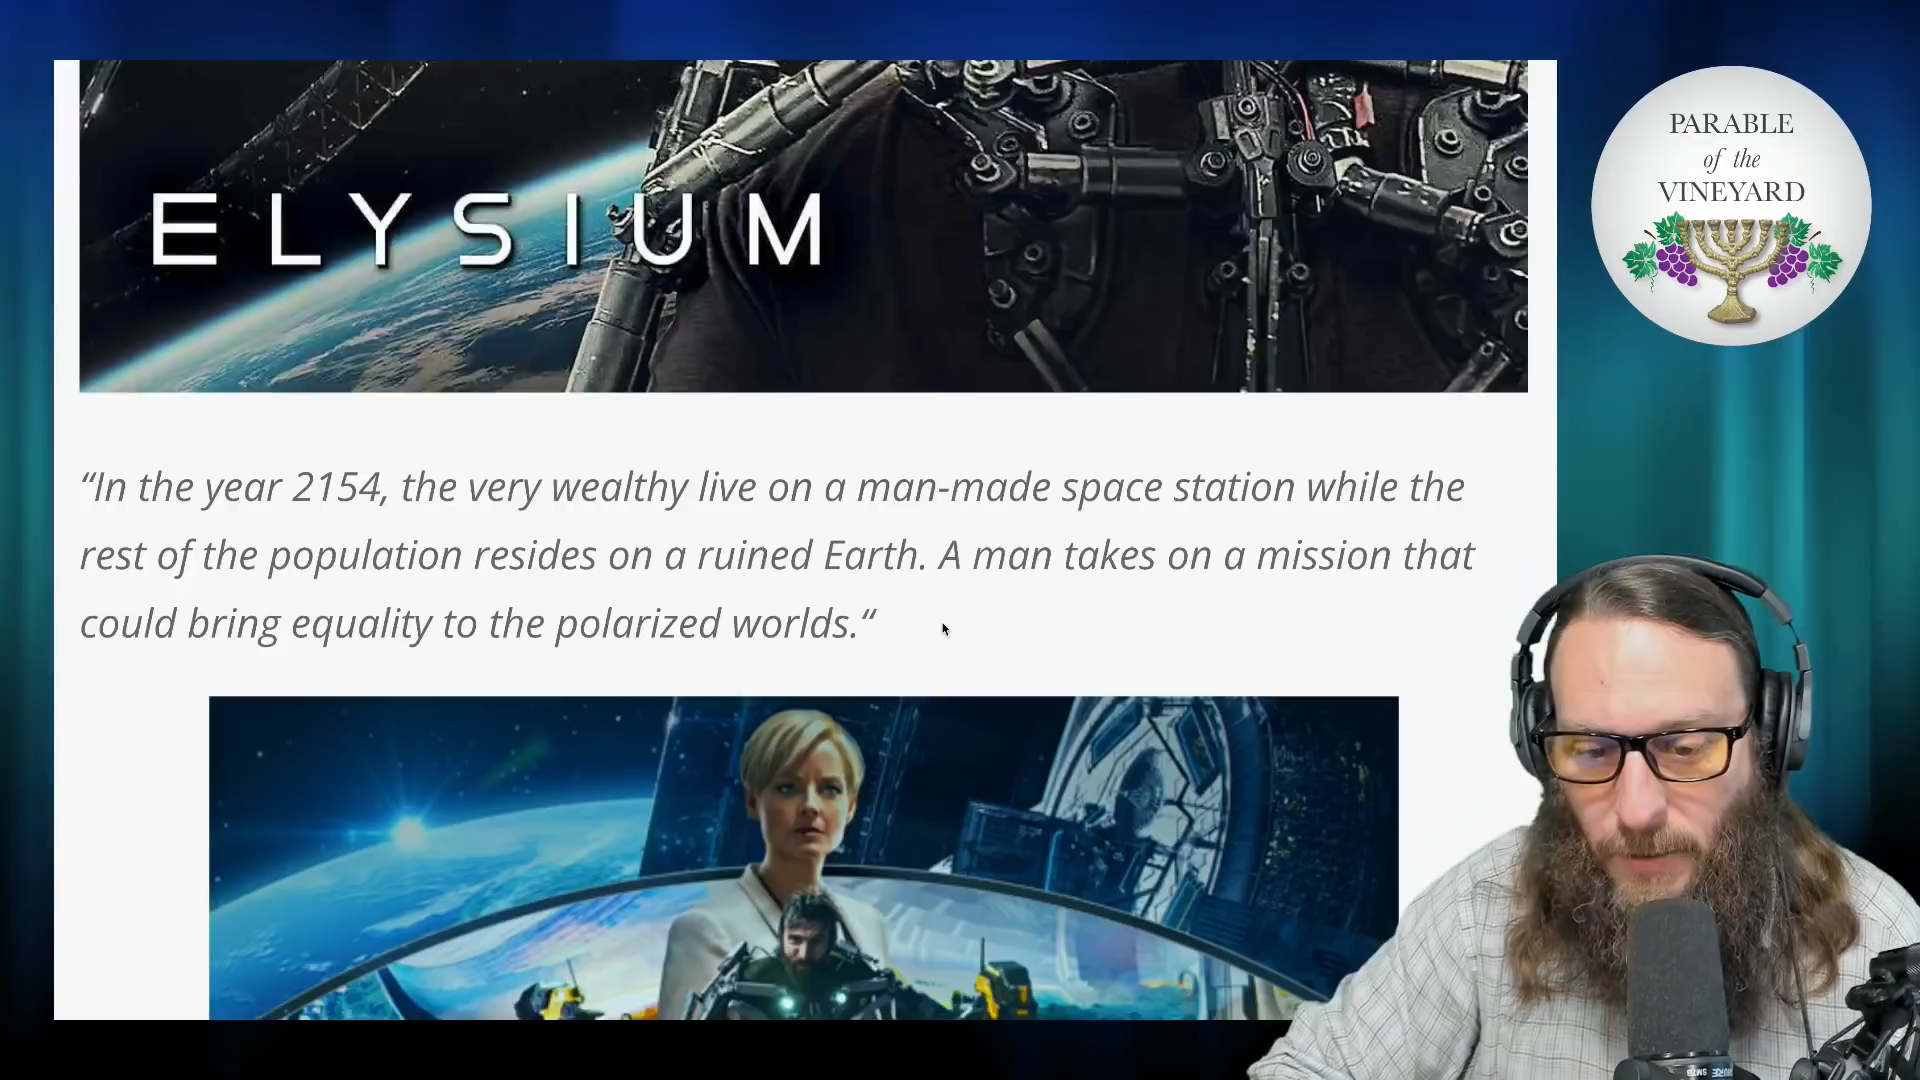 ELYSIUM
“In the year 2154, the very wealthy live on a man-made space station while the
rest of the population resides on a ruined Earth. A man takes on a mission that
could bring equality to the polarized worlds.“
PARABLE
of the
VINEYARD